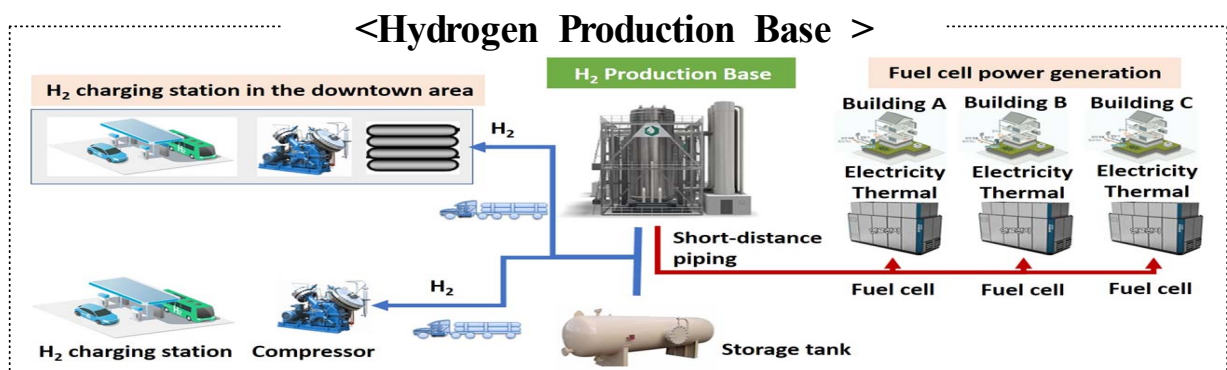 <Hydrogen Production Base >
H₂ charging station in the downtown area
H₂ Production Base
Fuel cell power generation
Building A
Building B
Building C
H₂
Electricity
Thermal
Electricity
Thermal
Electricity
Thermal
Short-distance
piping
H₂
Fuel cell
Fuel cell
Fuel cell
H₂ charging station
Compressor
Storage tank